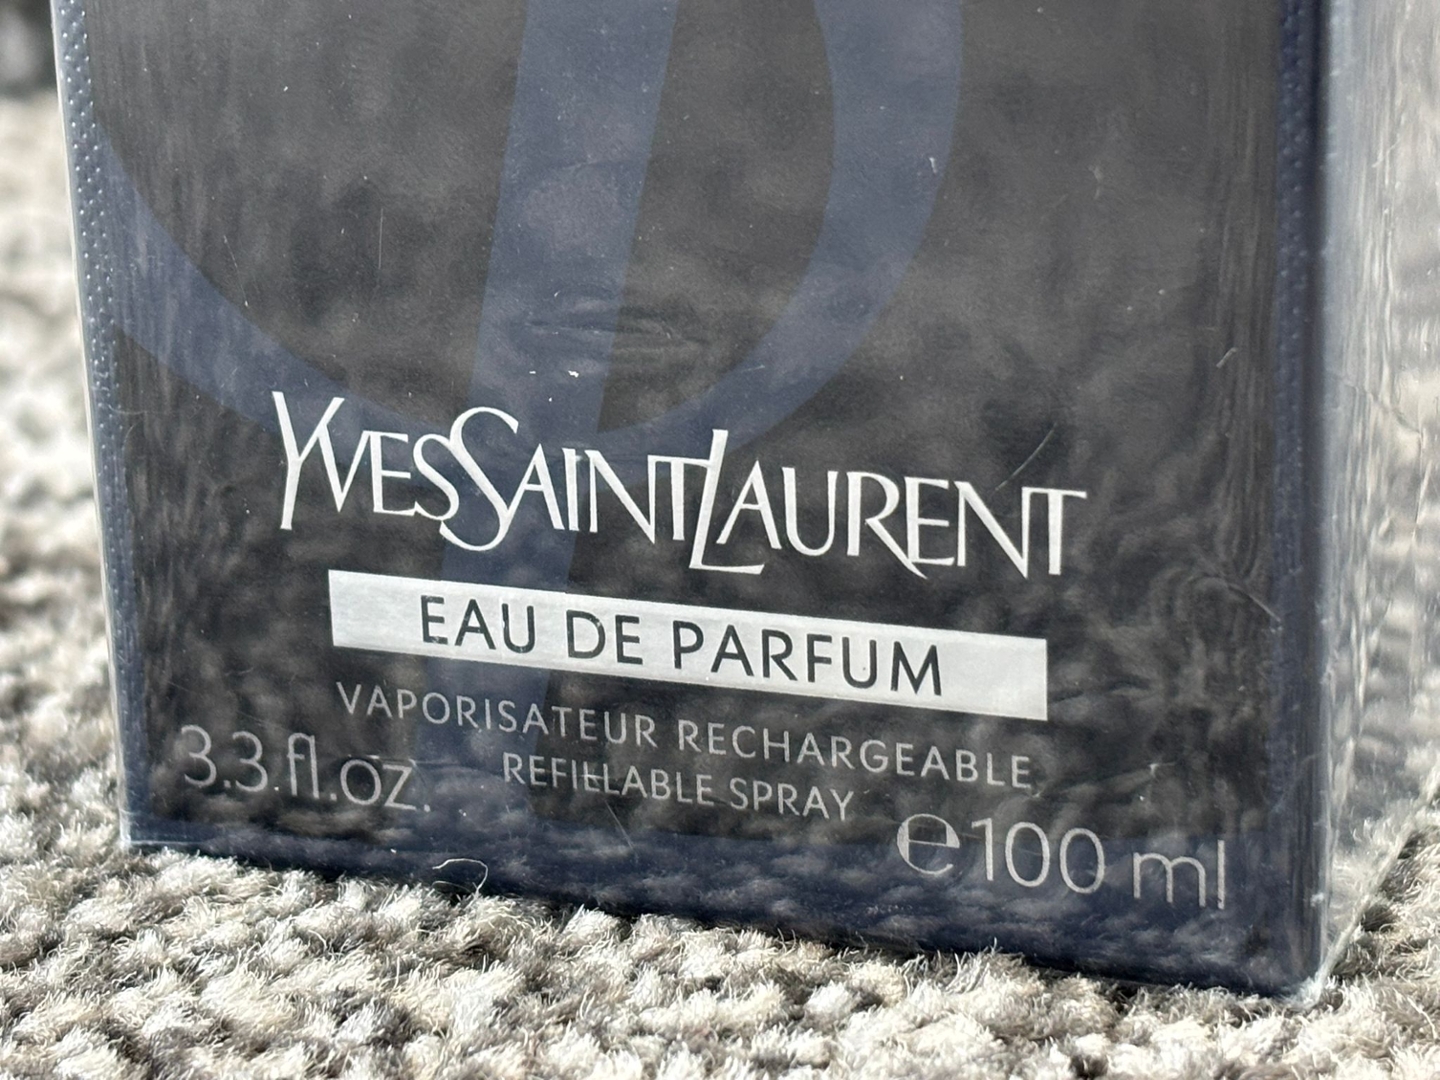 YVESSAINTLAURENT
EAU DE PARFUM
VAPORISATEUR RECHARGEABLE
REFILLABLE SPRAY
3.3.fl.oz.
℮100 ml